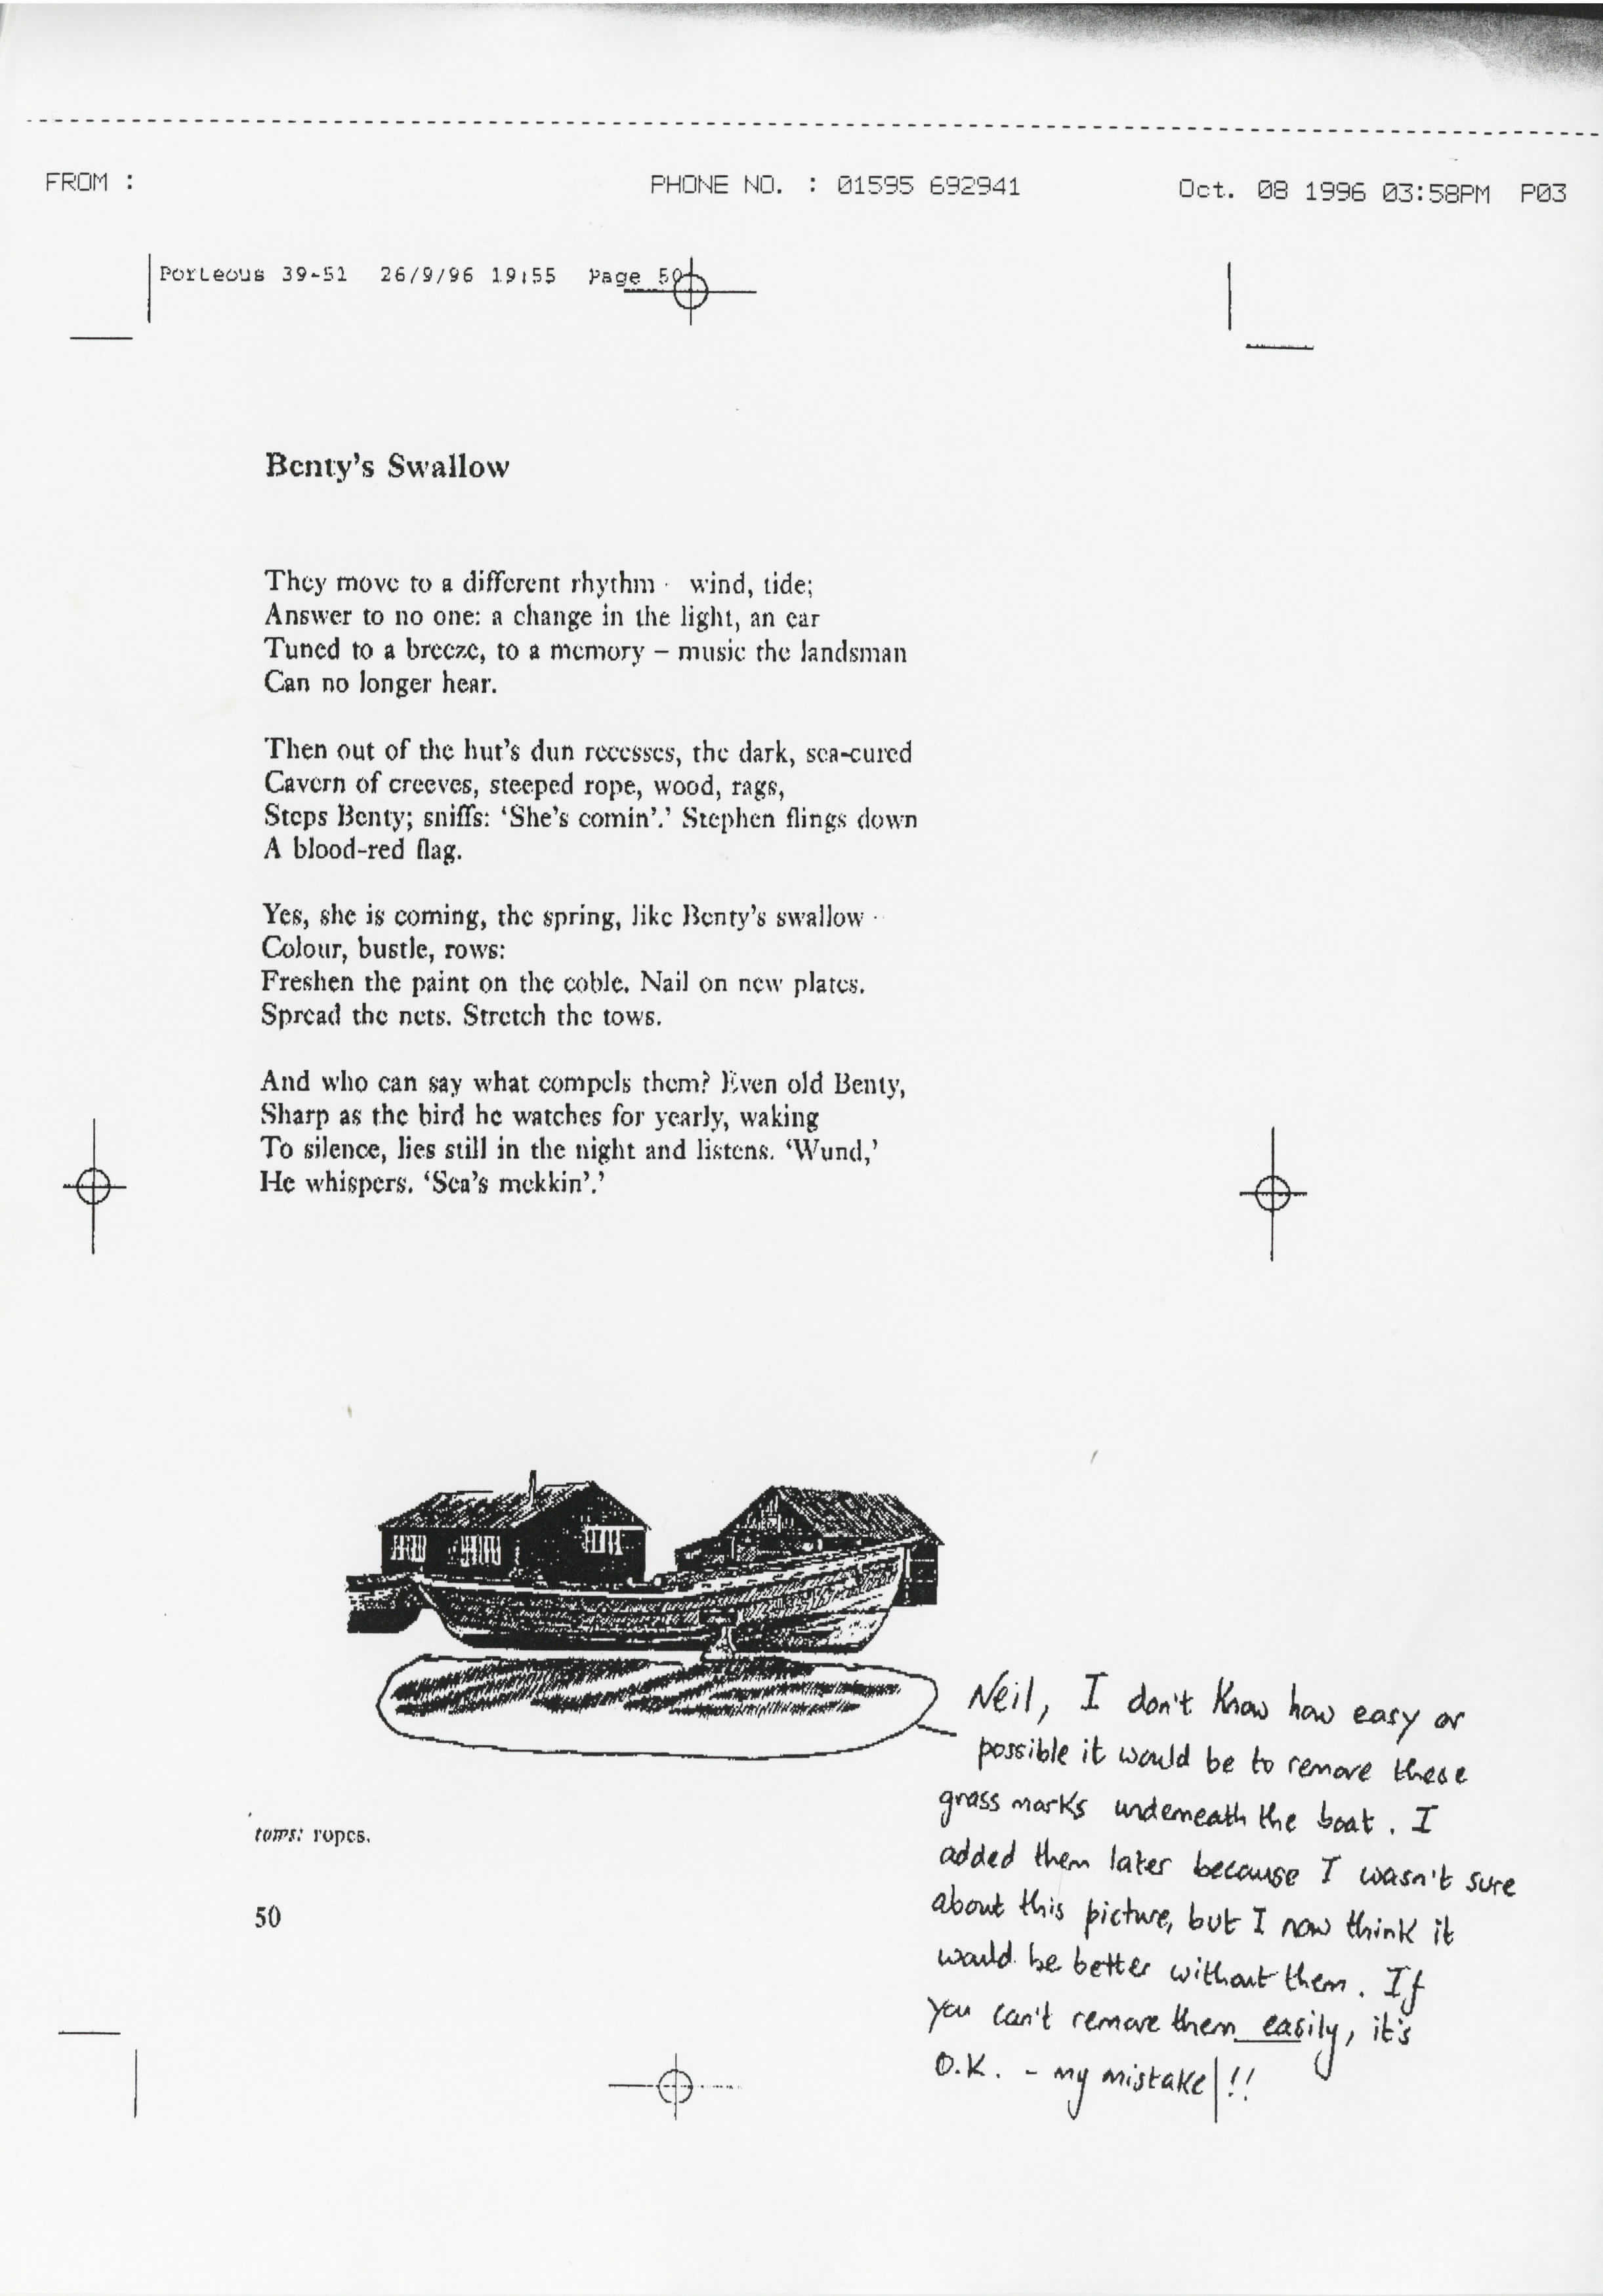 FROM :
PHONE NO. : 01595 692941
Oct. 08 1996 03:58PM P03
Porteous 39-51 26/9/96 19:55 Page 50
Benty's Swallow
They move to a different rhythm - wind, tide;
Answer to no one: a change in the light, an ear
Tuned to a breeze, to a memory – music the landsman
Can no longer hear.
Then out of the hut's dun recesses, the dark, sea-cured
Cavern of creeves, steeped rope, wood, rags,
Steps Benty; sniffs: ‘She's comin’.’ Stephen flings down
A blood-red flag.
Yes, she is coming, the spring, like Benty's swallow -
Colour, bustle, rows:
Freshen the paint on the coble. Nail on new plates.
Spread the nets. Stretch the tows.
And who can say what compels them? Even old Benty,
Sharp as the bird he watches for yearly, waking
To silence, lies still in the night and listens. ‘Wund,’
He whispers. ‘Sea's mekkin’.’
Neil, I don't know how easy or
possible it would be to remove these
grass marks underneath the boat. I
added them later because I wasn't sure
about this picture, but I now think it
would be better without them. If
you can't remove them easily, it's
O.K. - my mistake!!!
tows: ropes.
50